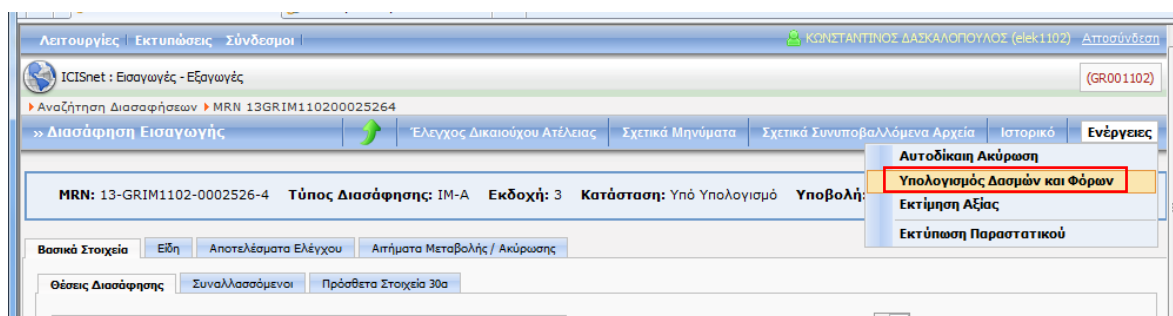 Λειτουργίες Εκτυπώσεις Σύνδεσμοι ΚΩΝΣΤΑΝΤΙΝΟΣ ΔΑΣΚΑΛΟΠΟΥΛΟΣ (elek1102) Αποσύνδεση
ICISnet : Εισαγωγές - Εξαγωγές (GR001102)
Αναζήτηση Διασαφήσεων MRN 13GRIM110200025264
» Διασάφηση Εισαγωγής Έλεγχος Δικαιούχου Ατέλειας Σχετικά Μηνύματα Σχετικά Συνυποβαλλόμενα Αρχεία Ιστορικό Ενέργειες
Αυτοδίκαιη Ακύρωση
Υπολογισμός Δασμών και Φόρων
Εκτίμηση Αξίας
Εκτύπωση Παραστατικού
MRN: 13-GRIM1102-0002526-4 Τύπος Διασάφησης: IM-A Εκδοχή: 3 Κατάσταση: Υπό Υπολογισμό Υποβολή:
Βασικά Στοιχεία Είδη Αποτελέσματα Ελέγχου Αιτήματα Μεταβολής / Ακύρωσης
Θέσεις Διασάφησης Συναλλασσόμενοι Πρόσθετα Στοιχεία 30α